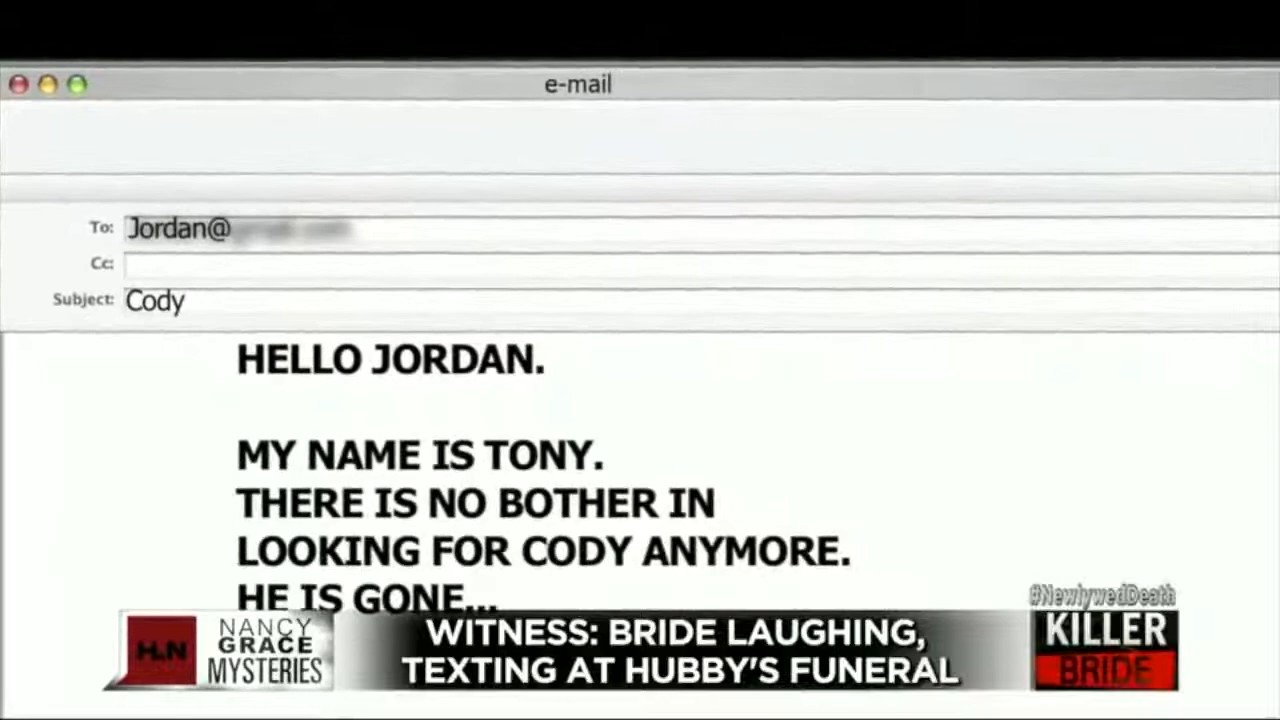 e-mail
To: Jordan@
Cc:
Subject: Cody
HELLO JORDAN.
MY NAME IS TONY.
THERE IS NO BOTHER IN
LOOKING FOR CODY ANYMORE.
HE IS GONE...
#NewlywedDeath
HLN
NANCY
GRACE
MYSTERIES
WITNESS: BRIDE LAUGHING,
TEXTING AT HUBBY'S FUNERAL
KILLER
BRIDE